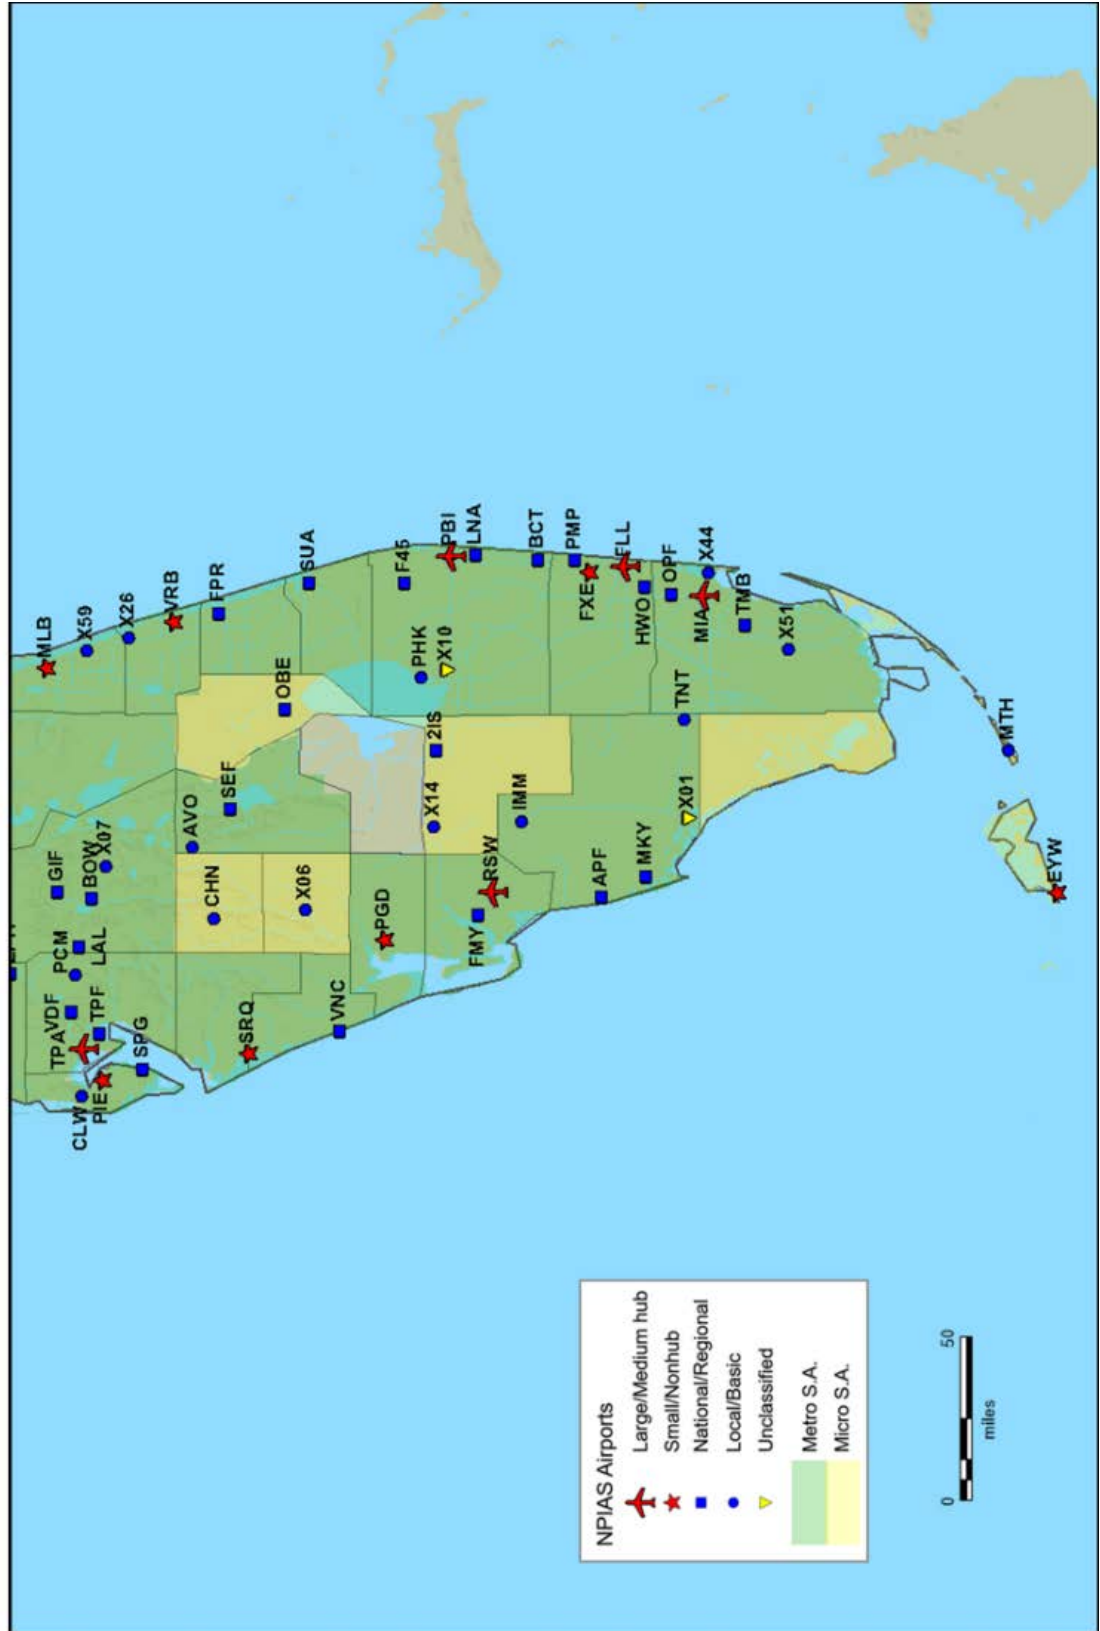 MLB
X59
X26
VRB
FPR
SUA
F45
PBI
LNA
BCT
PMP
FXE
FLL
HWO
OPF
MIA
X44
TMB
X51
OBE
PHK
X10
TNT
MTH
GIF
BOW
X07
AVO
SEF
2IS
X14
IMM
X01
CHN
X06
PGD
RSW
FMY
APF
MKY
EYW
PCM
LAL
VDF
TPA
TPF
SPG
CLW
PIE
SRQ
VNC
NPIAS Airports
Large/Medium hub
Small/Nonhub
National/Regional
Local/Basic
Unclassified
Metro S.A.
Micro S.A.
0 50
miles